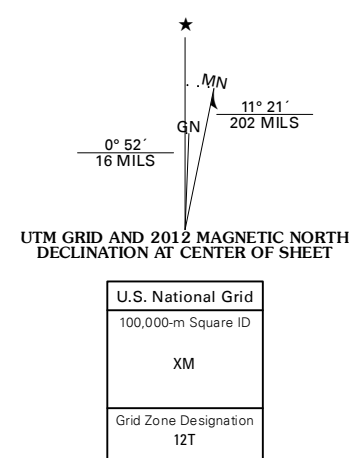 ★
MN
GN
11° 21´
202 MILS
0° 52´
16 MILS
UTM GRID AND 2012 MAGNETIC NORTH
DECLINATION AT CENTER OF SHEET
U.S. National Grid
100,000-m Square ID
XM
Grid Zone Designation
12T